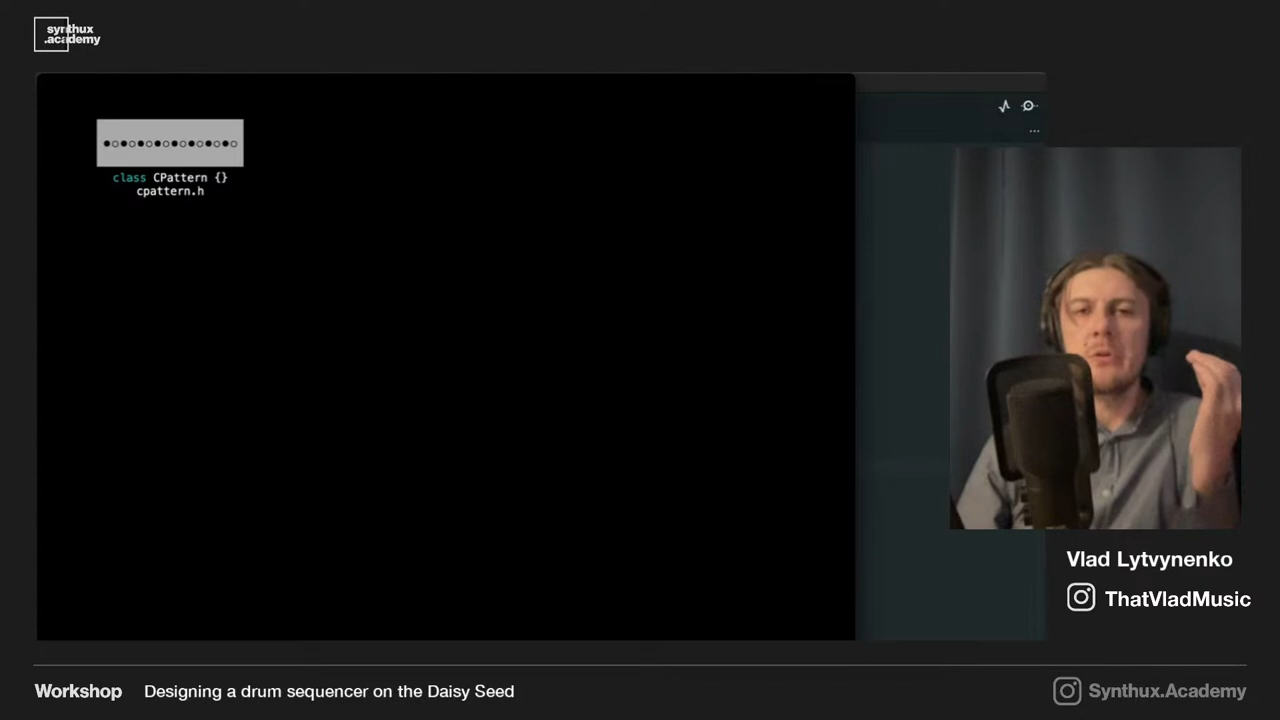 synthux
.academy
class CPattern {}
cpattern.h
Vlad Lytvynenko
ThatVladMusic
Workshop Designing a drum sequencer on the Daisy Seed
Synthux.Academy